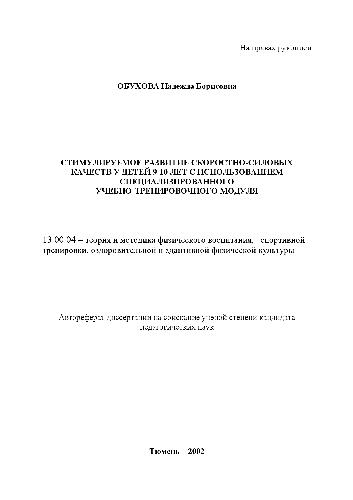 На правах рукописи
ОБУХОВА Надежда Борисовна
СТИМУЛИРУЕМОЕ РАЗВИТИЕ СКОРОСТНО-СИЛОВЫХ
КАЧЕСТВ У ДЕТЕЙ 9-10 ЛЕТ С ИСПОЛЬЗОВАНИЕМ
СПЕЦИАЛИЗИРОВАННОГО
УЧЕБНО-ТРЕНИРОВОЧНОГО МОДУЛЯ
13.00.04 – теория и методика физического воспитания, спортивной
тренировки, оздоровительной и адаптивной физической культуры
Автореферат диссертации на соискание ученой степени кандидата
педагогических наук
Тюмень – 2002